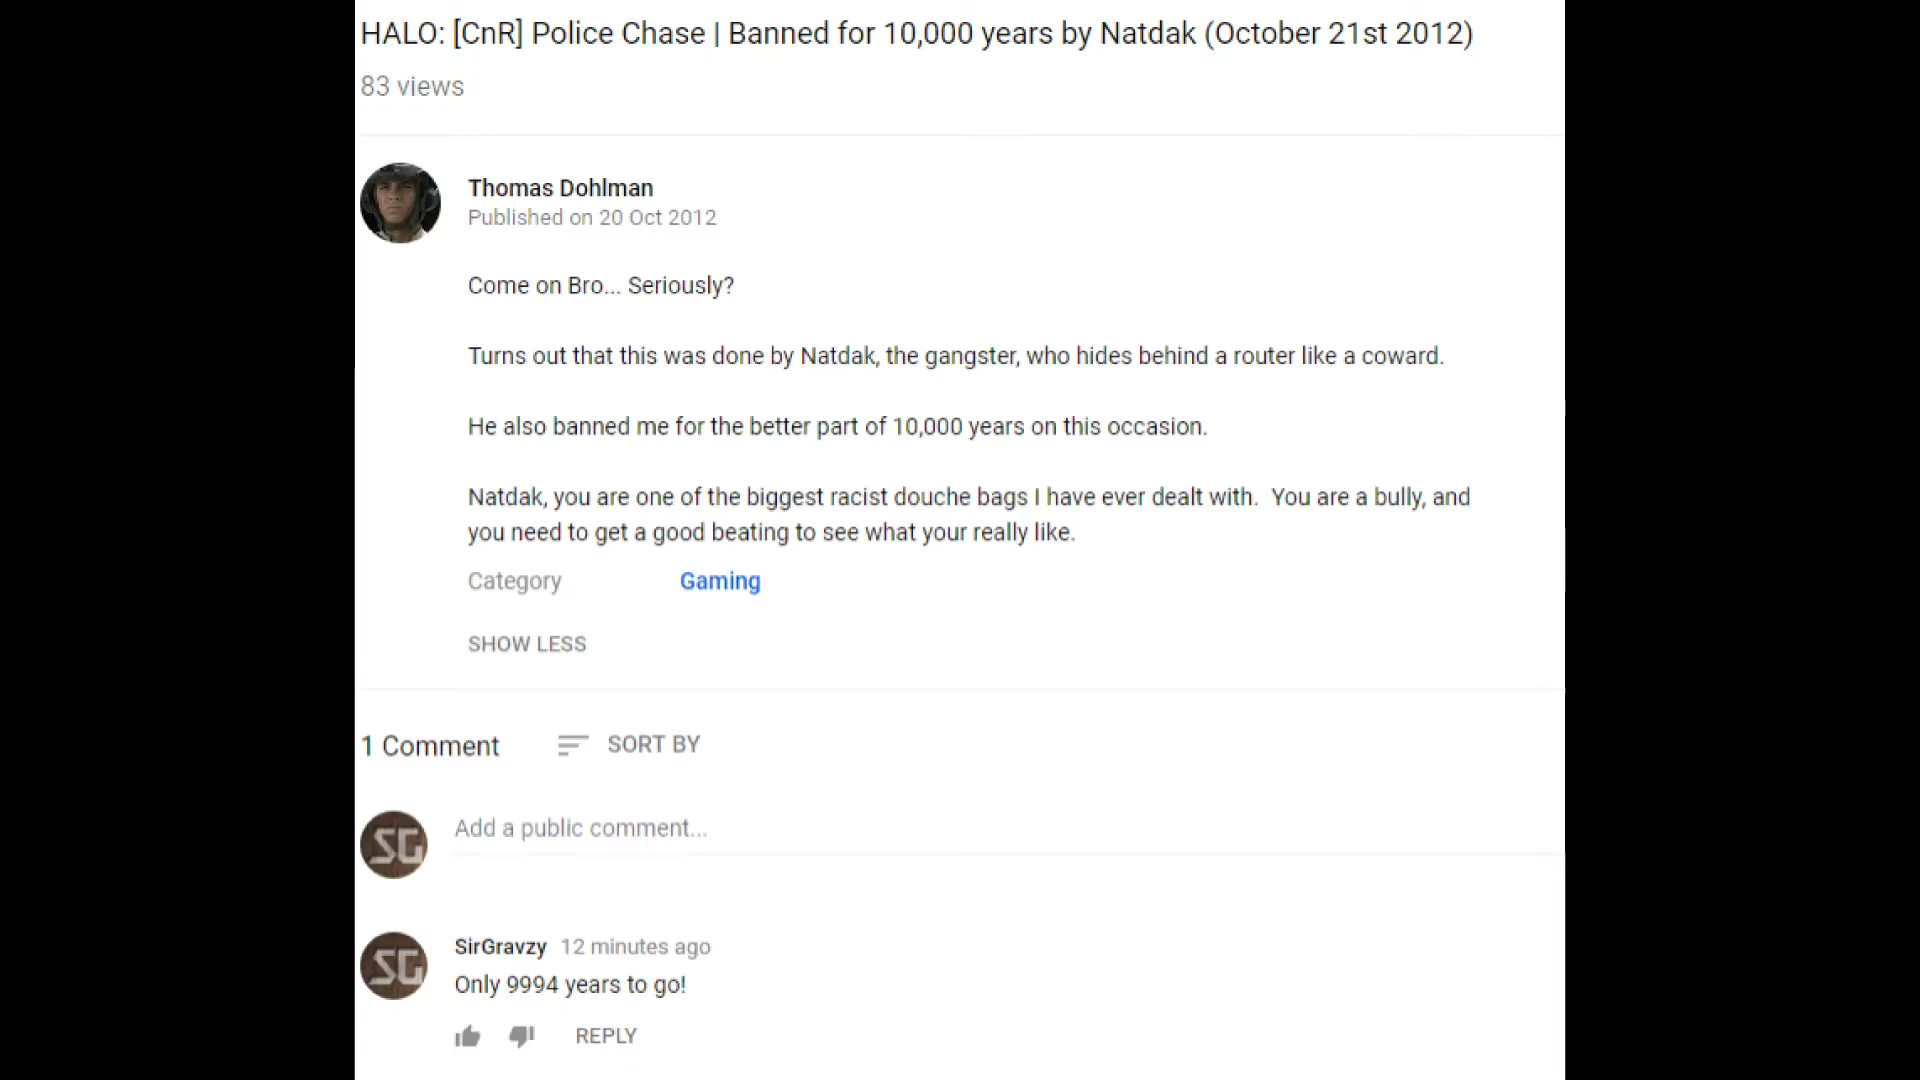 HALO: [CnR] Police Chase | Banned for 10,000 years by Natdak (October 21st 2012)
83 views
Thomas Dohlman
Published on 20 Oct 2012
Come on Bro... Seriously?
Turns out that this was done by Natdak, the gangster, who hides behind a router like a coward.
He also banned me for the better part of 10,000 years on this occasion.
Natdak, you are one of the biggest racist douche bags I have ever dealt with.  You are a bully, and
you need to get a good beating to see what your really like.
Category Gaming
SHOW LESS
1 Comment SORT BY
SG Add a public comment...
SG SirGravzy 12 minutes ago
Only 9994 years to go!
REPLY